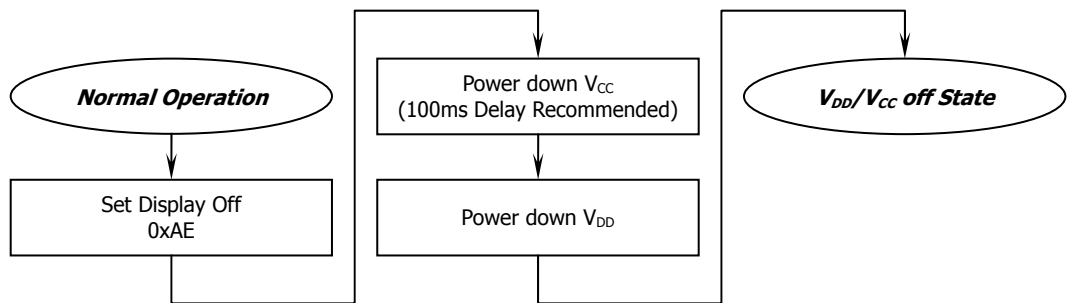 Normal Operation
Set Display Off
0xAE
Power down VCC
(100ms Delay Recommended)
Power down VDD
VDD/VCC off State